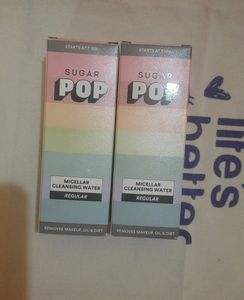 SUGAR
POP
MICELLAR
CLEANSING WATER
REGULAR
REMOVES MAKEUP, OIL & DIRT
SUGAR
POP
MICELLAR
CLEANSING WATER
REGULAR
REMOVES MAKEUP, OIL & DIRT
life's
better